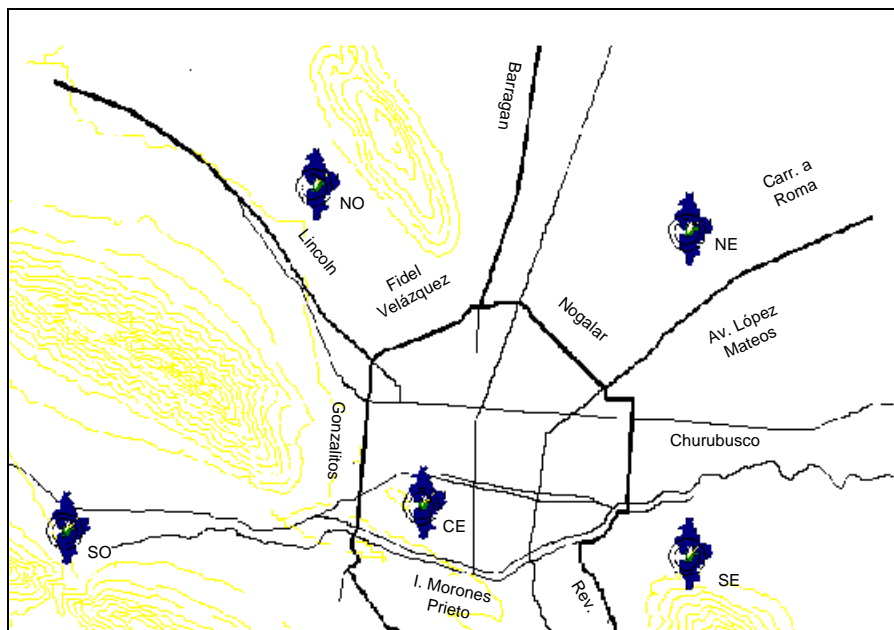 Barragan
Carr. a
Roma
NO
NE
Lincoln
Fidel
Velázquez
Nogalar
Av. López
Mateos
Gonzalitos
Churubusco
CE
SO
SE
I. Morones
Prieto
Rev.